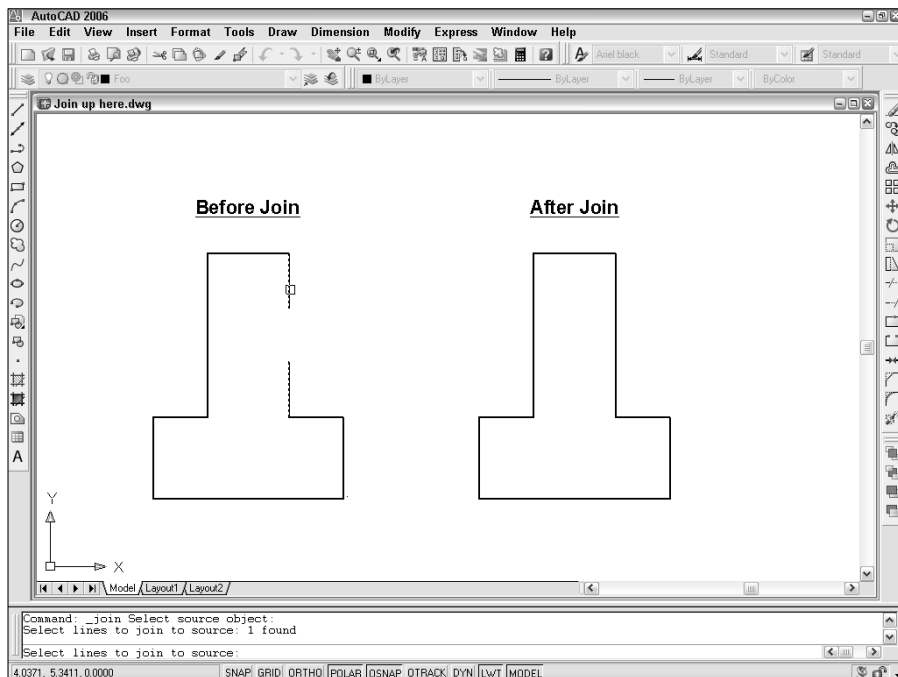 AutoCAD 2006
File Edit View Insert Format Tools Draw Dimension Modify Express Window Help
Ariel black Standard Standard
Foo ByLayer ByLayer ByLayer ByColor
Join up here.dwg
Before Join After Join
A
Y
X
Model Layout1 Layout2
Command: _join Select source object:
Select lines to join to source: 1 found
Select lines to join to source:
4.0371, 5.3411, 0.0000 SNAP GRID ORTHO POLAR OSNAP OTRACK DYN LWT MODEL